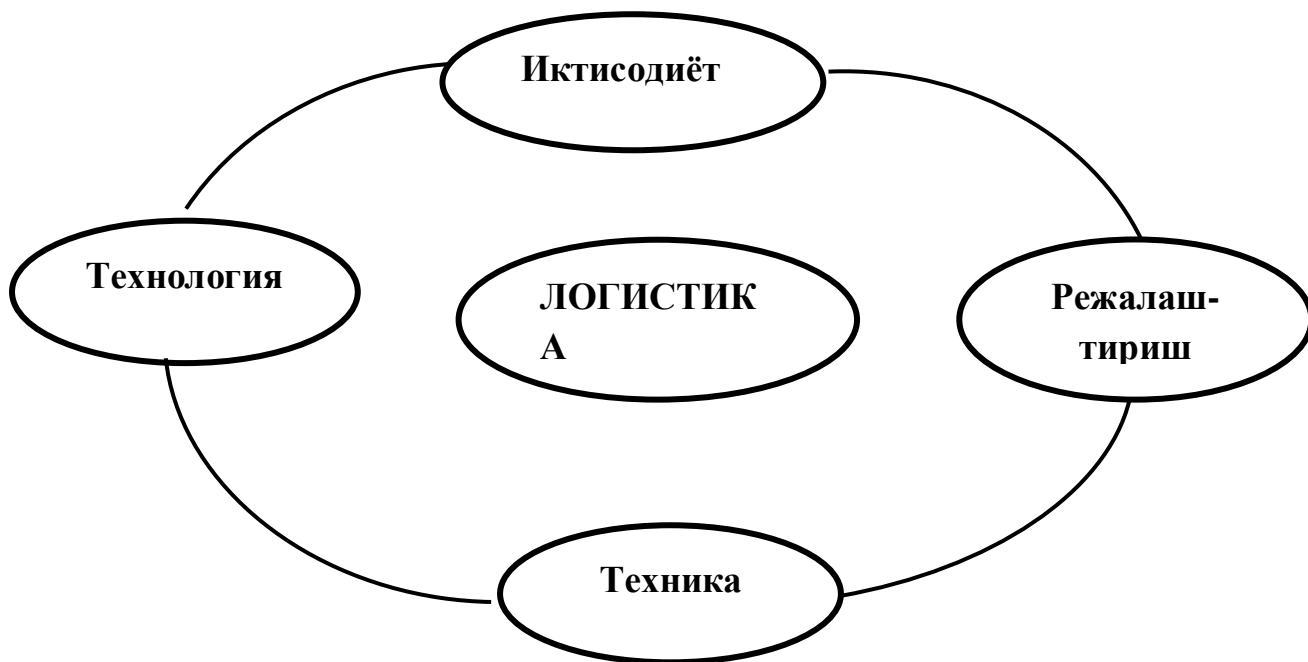 Иктисодиёт
Технология
ЛОГИСТИК
А
Режалаш-
тириш
Техника